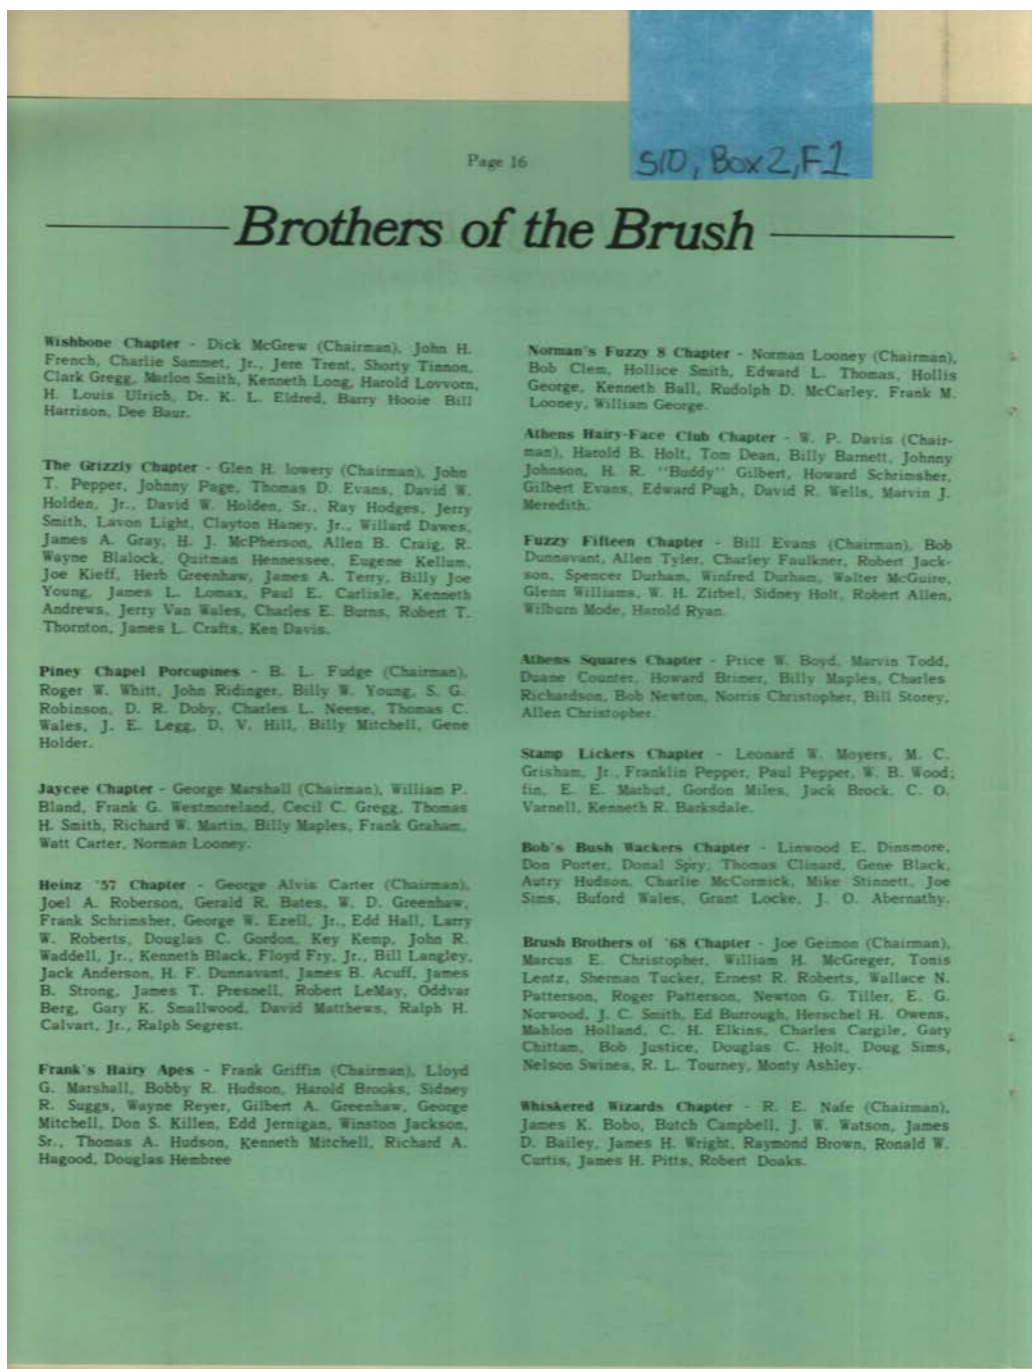 S10, Box 2, F1
Page 16
Brothers of the Brush
Wishbone Chapter - Dick McGrew (Chairman), John H.
French, Charlie Sammet, Jr., Jere Trent, Shorty Tinnon,
Clark Gregg, Marlon Smith, Kenneth Long, Harold Lovvorn,
H. Louis Ulrich, Dr. K. L. Eldred, Barry Hooie Bill
Harrison, Dee Baur.
The Grizzly Chapter - Glen H. lowery (Chairman), John
T. Pepper, Johnny Page, Thomas D. Evans, David W.
Holden, Jr., David W. Holden, Sr., Ray Hodges, Jerry
Smith, Lavon Light, Clayton Haney, Jr., Willard Dawes,
James A. Gray, H. J. McPherson, Allen B. Craig, R.
Wayne Blalock, Quitman Hennessee, Eugene Kellum,
Joe Kieff, Herb Greenhaw, James A. Terry, Billy Joe
Young, James L. Lomax, Paul E. Carlisle, Kenneth
Andrews, Jerry Van Wales, Charles E. Burns, Robert T.
Thornton, James L. Crafts, Ken Davis.
Piney Chapel Porcupines - B. L. Fudge (Chairman),
Roger W. Whitt, John Ridinger, Billy W. Young, S. G.
Robinson, D. R. Doby, Charles L. Neese, Thomas C.
Wales, J. E. Legg, D. V. Hill, Billy Mitchell, Gene
Holder.
Jaycee Chapter - George Marshall (Chairman), William P.
Bland, Frank G. Westmoreland, Cecil C. Gregg, Thomas
H. Smith, Richard W. Martin, Billy Maples, Frank Graham,
Watt Carter, Norman Looney.
Heinz '57 Chapter - George Alvis Carter (Chairman),
Joel A. Roberson, Gerald R. Bates, W. D. Greenhaw,
Frank Schrimsher, George W. Ezell, Jr., Edd Hall, Larry
W. Roberts, Douglas C. Gordon, Key Kemp, John R.
Waddell, Jr., Kenneth Black, Floyd Fry, Jr., Bill Langley,
Jack Anderson, H. F. Dunnavant, James B. Acuff, James
B. Strong, James T. Presnell, Robert LeMay, Oddvar
Berg, Gary K. Smallwood, David Matthews, Ralph H.
Calvart, Jr., Ralph Segrest.
Frank's Hairy Apes - Frank Griffin (Chairman), Lloyd
G. Marshall, Bobby R. Hudson, Harold Brooks, Sidney
R. Suggs, Wayne Reyer, Gilbert A. Greenhaw, George
Mitchell, Don S. Killen, Edd Jernigan, Winston Jackson,
Sr., Thomas A. Hudson, Kenneth Mitchell, Richard A.
Hagood, Douglas Hembree
Norman's Fuzzy 8 Chapter - Norman Looney (Chairman),
Bob Clem, Hollice Smith, Edward L. Thomas, Hollis
George, Kenneth Ball, Rudolph D. McCarley, Frank M.
Looney, William George.
Athens Hairy-Face Club Chapter - W. P. Davis (Chair-
man), Harold B. Holt, Tom Dean, Billy Barnett, Johnny
Johnson, H. R. "Buddy" Gilbert, Howard Schrimsher,
Gilbert Evans, Edward Pugh, David R. Wells, Marvin J.
Meredith.
Fuzzy Fifteen Chapter - Bill Evans (Chairman), Bob
Dunnavant, Allen Tyler, Charley Faulkner, Robert Jack-
son, Spencer Durham, Winfred Durham, Walter McGuire,
Glenn Williams, W. H. Zirbel, Sidney Holt, Robert Allen,
Wilburn Mode, Harold Ryan.
Athens Squares Chapter - Price W. Boyd, Marvin Todd,
Duane Counter, Howard Brimer, Billy Maples, Charles
Richardson, Bob Newton, Norris Christopher, Bill Storey,
Allen Christopher.
Stamp Lickers Chapter - Leonard W. Moyers, M. C.
Grisham, Jr., Franklin Pepper, Paul Pepper, W. B. Wood;
fin, E. E. Marbut, Gordon Miles, Jack Brock, C. O.
Varnell, Kenneth R. Barksdale.
Bob's Bush Wackers Chapter - Linwood E. Dinsmore,
Don Porter, Donal Spry, Thomas Clinard, Gene Black,
Autry Hudson, Charlie McCormick, Mike Stinnett, Joe
Sims, Buford Wales, Grant Locke, J. O. Abernathy.
Brush Brothers of '68 Chapter - Joe Geimon (Chairman),
Marcus E. Christopher, William H. McGreger, Tonis
Lentz, Sherman Tucker, Ernest R. Roberts, Wallace N.
Patterson, Roger Patterson, Newton G. Tiller, E. G.
Norwood, J. C. Smith, Ed Burrough, Herschel H. Owens,
Mahlon Holland, C. H. Elkins, Charles Cargile, Gary
Chittam, Bob Justice, Douglas C. Holt, Doug Sims,
Nelson Swinea, R. L. Tourney, Monty Ashley.
Whiskered Wizards Chapter - R. E. Nafe (Chairman),
James K. Bobo, Butch Campbell, J. W. Watson, James
D. Bailey, James H. Wright, Raymond Brown, Ronald W.
Curtis, James H. Pitts, Robert Doaks.